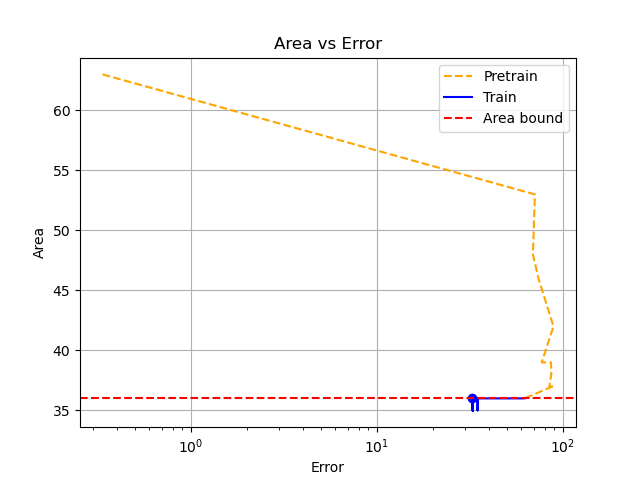 Area vs Error
Pretrain
Train
Area bound
Area
60
55
50
45
40
35
10⁰
10¹
10²
Error